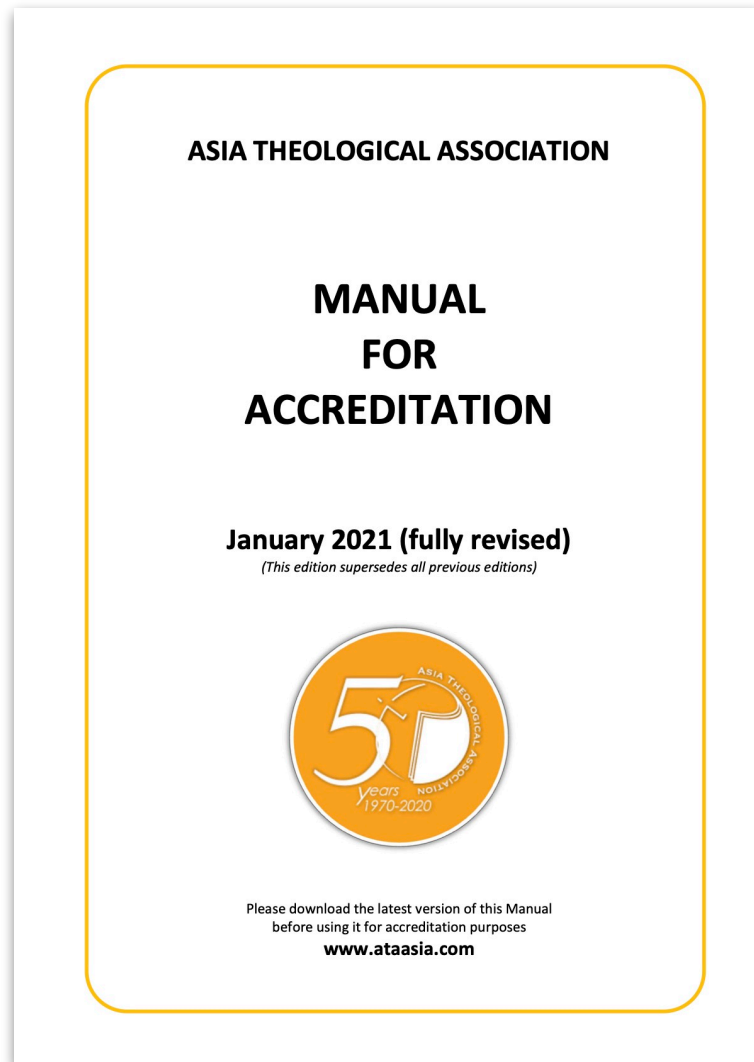 ASIA THEOLOGICAL ASSOCIATION
MANUAL
FOR
ACCREDITATION
January 2021 (fully revised)
(This edition supersedes all previous editions)
ASIA THEOLOGICAL ASSOCIATION
50
years
1970-2020
Please download the latest version of this Manual
before using it for accreditation purposes
www.ataasia.com